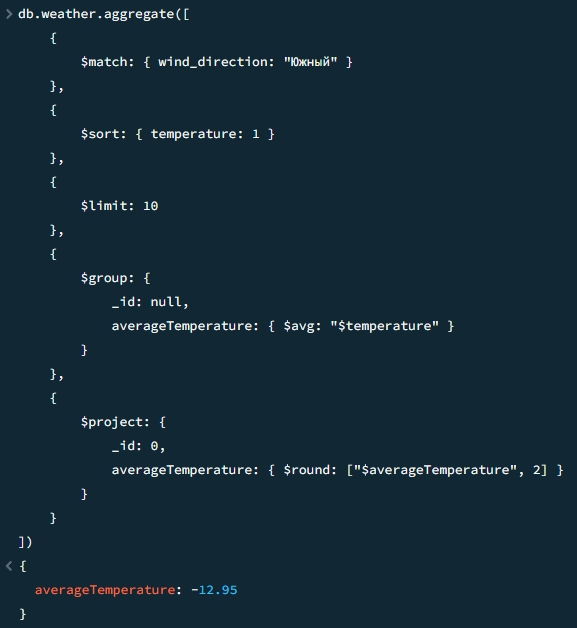 > db.weather.aggregate([
    {
        $match: { wind_direction: "Южный" }
    },
    {
        $sort: { temperature: 1 }
    },
    {
        $limit: 10
    },
    {
        $group: {
            _id: null,
            averageTemperature: { $avg: "$temperature" }
        }
    },
    {
        $project: {
            _id: 0,
            averageTemperature: { $round: ["$averageTemperature", 2] }
        }
    }
])
< {
  averageTemperature: -12.95
}